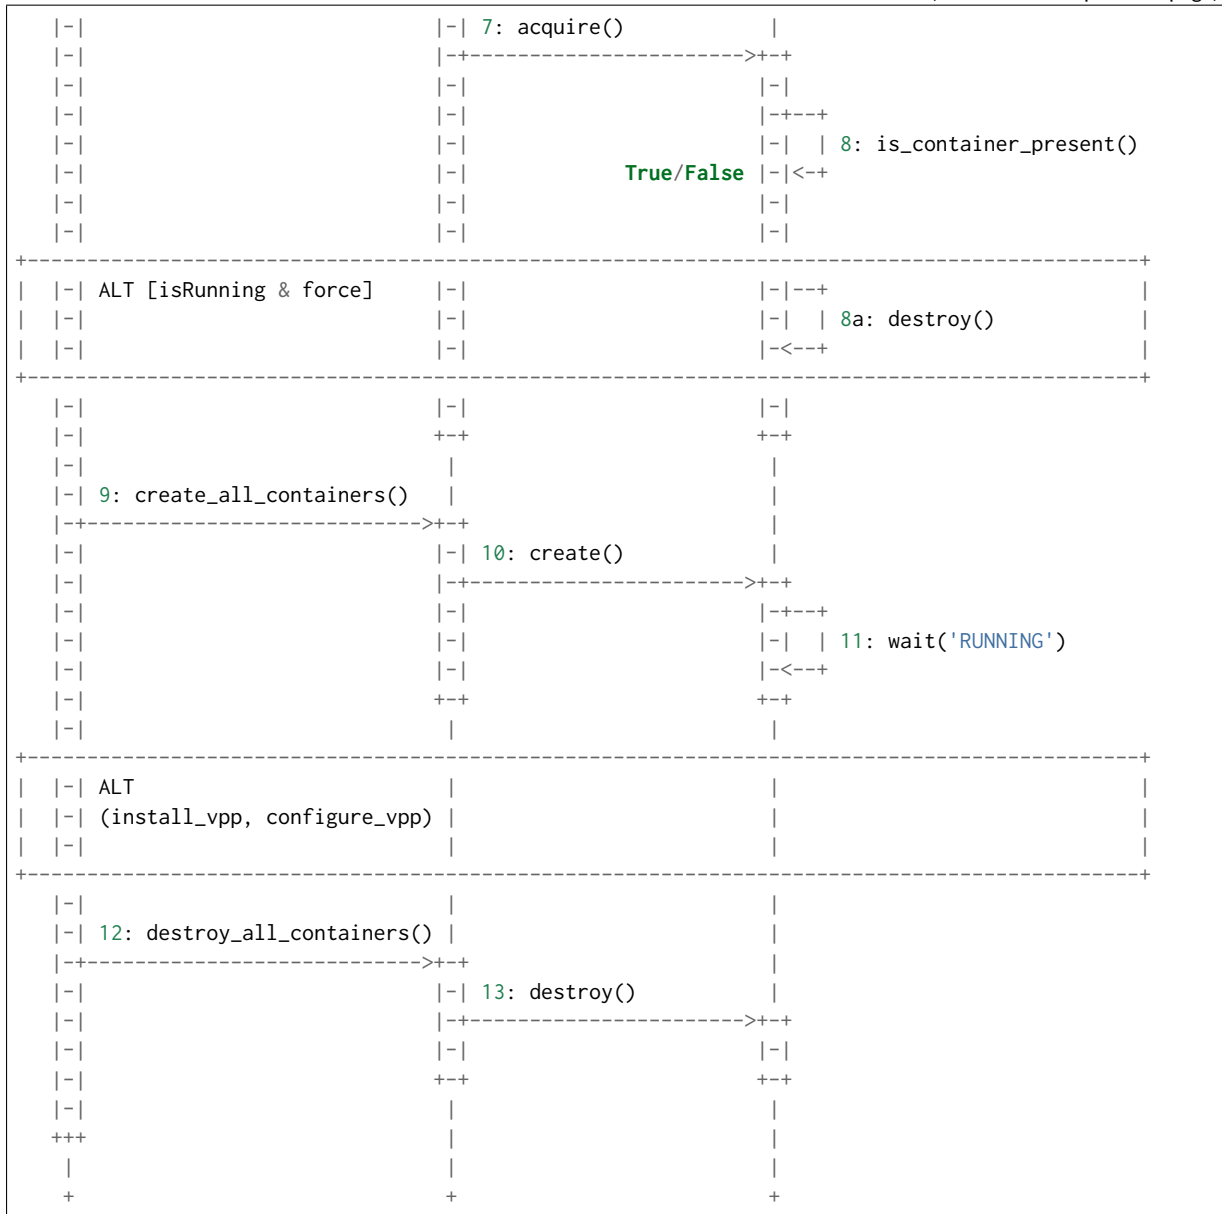 7: acquire()
8: is_container_present()
True/False
ALT [isRunning & force]
8a: destroy()
9: create_all_containers()
10: create()
11: wait('RUNNING')
ALT
(install_vpp, configure_vpp)
12: destroy_all_containers()
13: destroy()